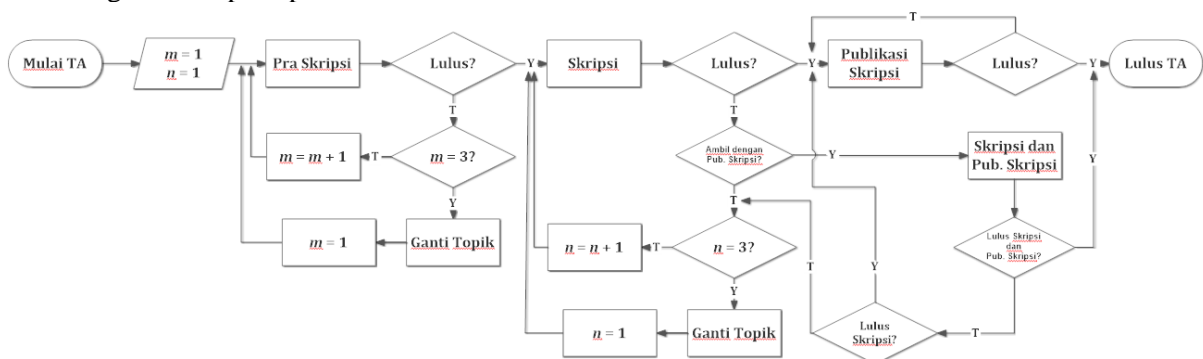 T
Mulai TA
m = 1
n = 1
Pra Skripsi
Lulus?
Y
Skripsi
Lulus?
Y
Publikasi
Skripsi
Lulus?
Y
Lulus TA
T
T
m = m + 1
T
m = 3?
Ambil dengan
Pub. Skripsi?
Y
Skripsi dan
Pub. Skripsi
Y
Y
T
m = 1
Ganti Topik
n = n + 1
T
n = 3?
Lulus Skripsi
dan
Pub. Skripsi?
T
Y
Y
n = 1
Ganti Topik
Lulus
Skripsi?
T